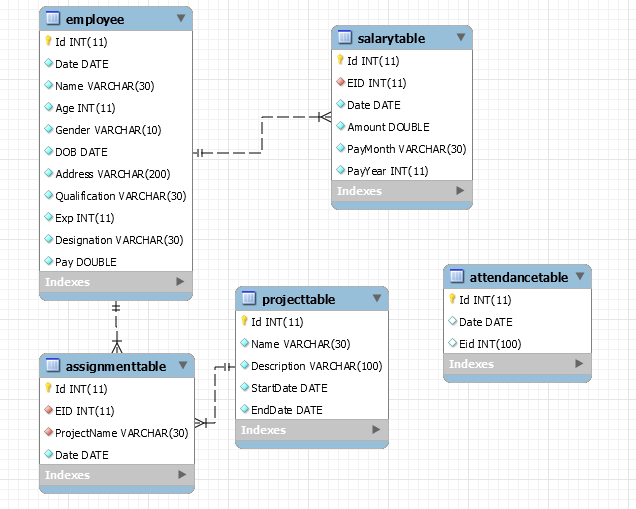 employee
Id INT(11)
Date DATE
Name VARCHAR(30)
Age INT(11)
Gender VARCHAR(10)
DOB DATE
Address VARCHAR(200)
Qualification VARCHAR(30)
Exp INT(11)
Designation VARCHAR(30)
Pay DOUBLE
Indexes
salarytable
Id INT(11)
EID INT(11)
Date DATE
Amount DOUBLE
PayMonth VARCHAR(30)
PayYear INT(11)
Indexes
attendancetable
Id INT(11)
Date DATE
Eid INT(100)
Indexes
projecttable
Id INT(11)
Name VARCHAR(30)
Description VARCHAR(100)
StartDate DATE
EndDate DATE
Indexes
assignmenttable
Id INT(11)
EID INT(11)
ProjectName VARCHAR(30)
Date DATE
Indexes